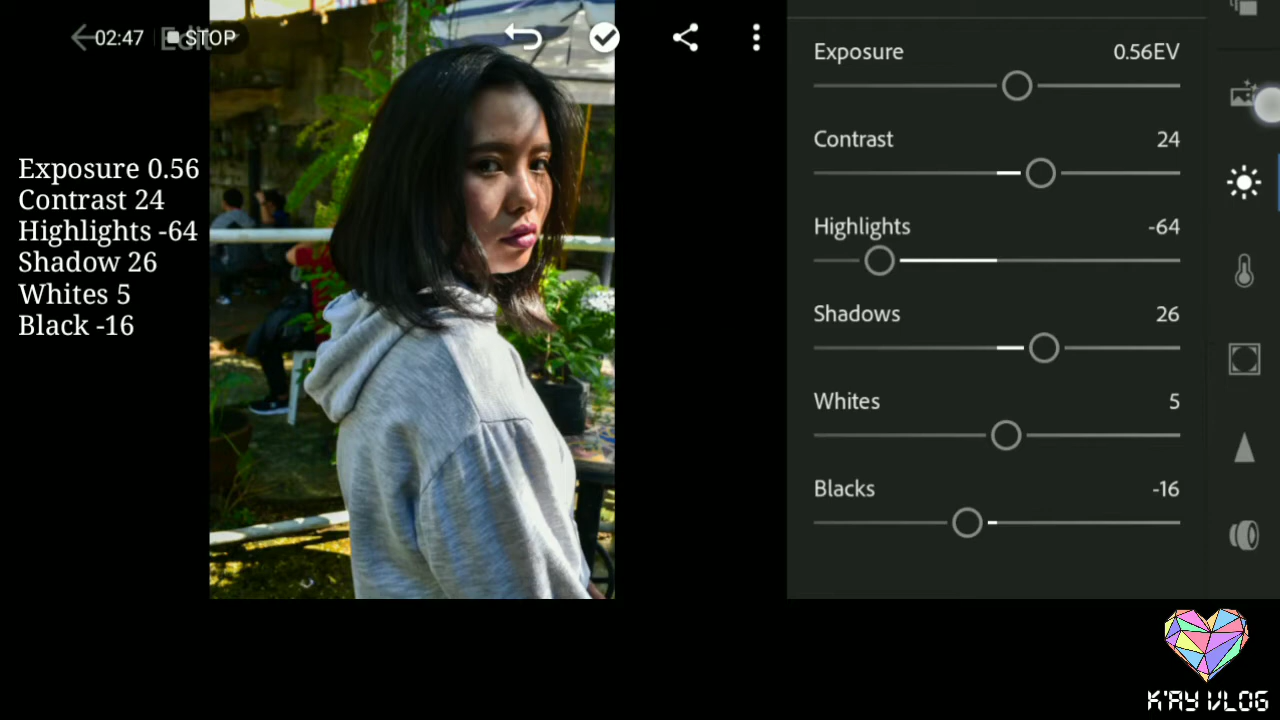 02:47
Edit
STOP
Exposure 0.56
Contrast 24
Highlights -64
Shadow 26
Whites 5
Black -16
Exposure 0.56EV
Contrast 24
Highlights -64
Shadows 26
Whites 5
Blacks -16
K'AY VLOG